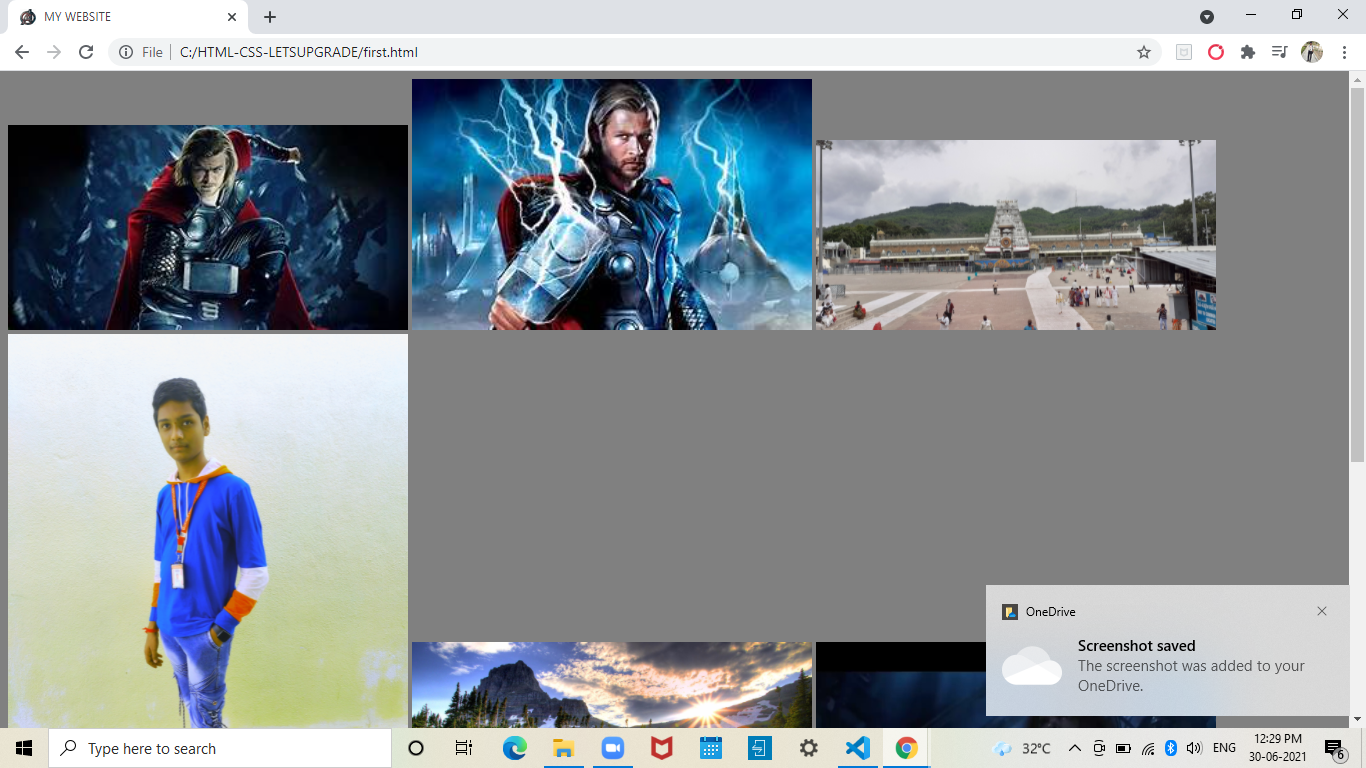 MY WEBSITE
File
C:/HTML-CSS-LETSUPGRADE/first.html
OneDrive
Screenshot saved
The screenshot was added to your
OneDrive.
Type here to search
32°C
ENG
12:29 PM
30-06-2021
6